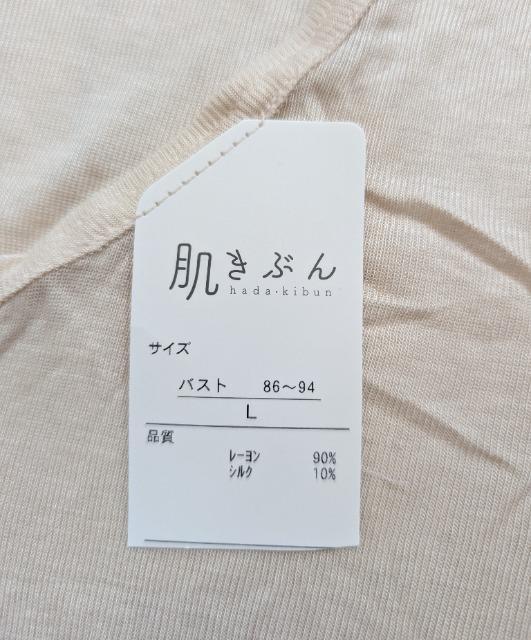 肌きぶん
hada・kibun
サイズ
バスト 86～94
L
品質
レーヨン 90%
シルク 10%